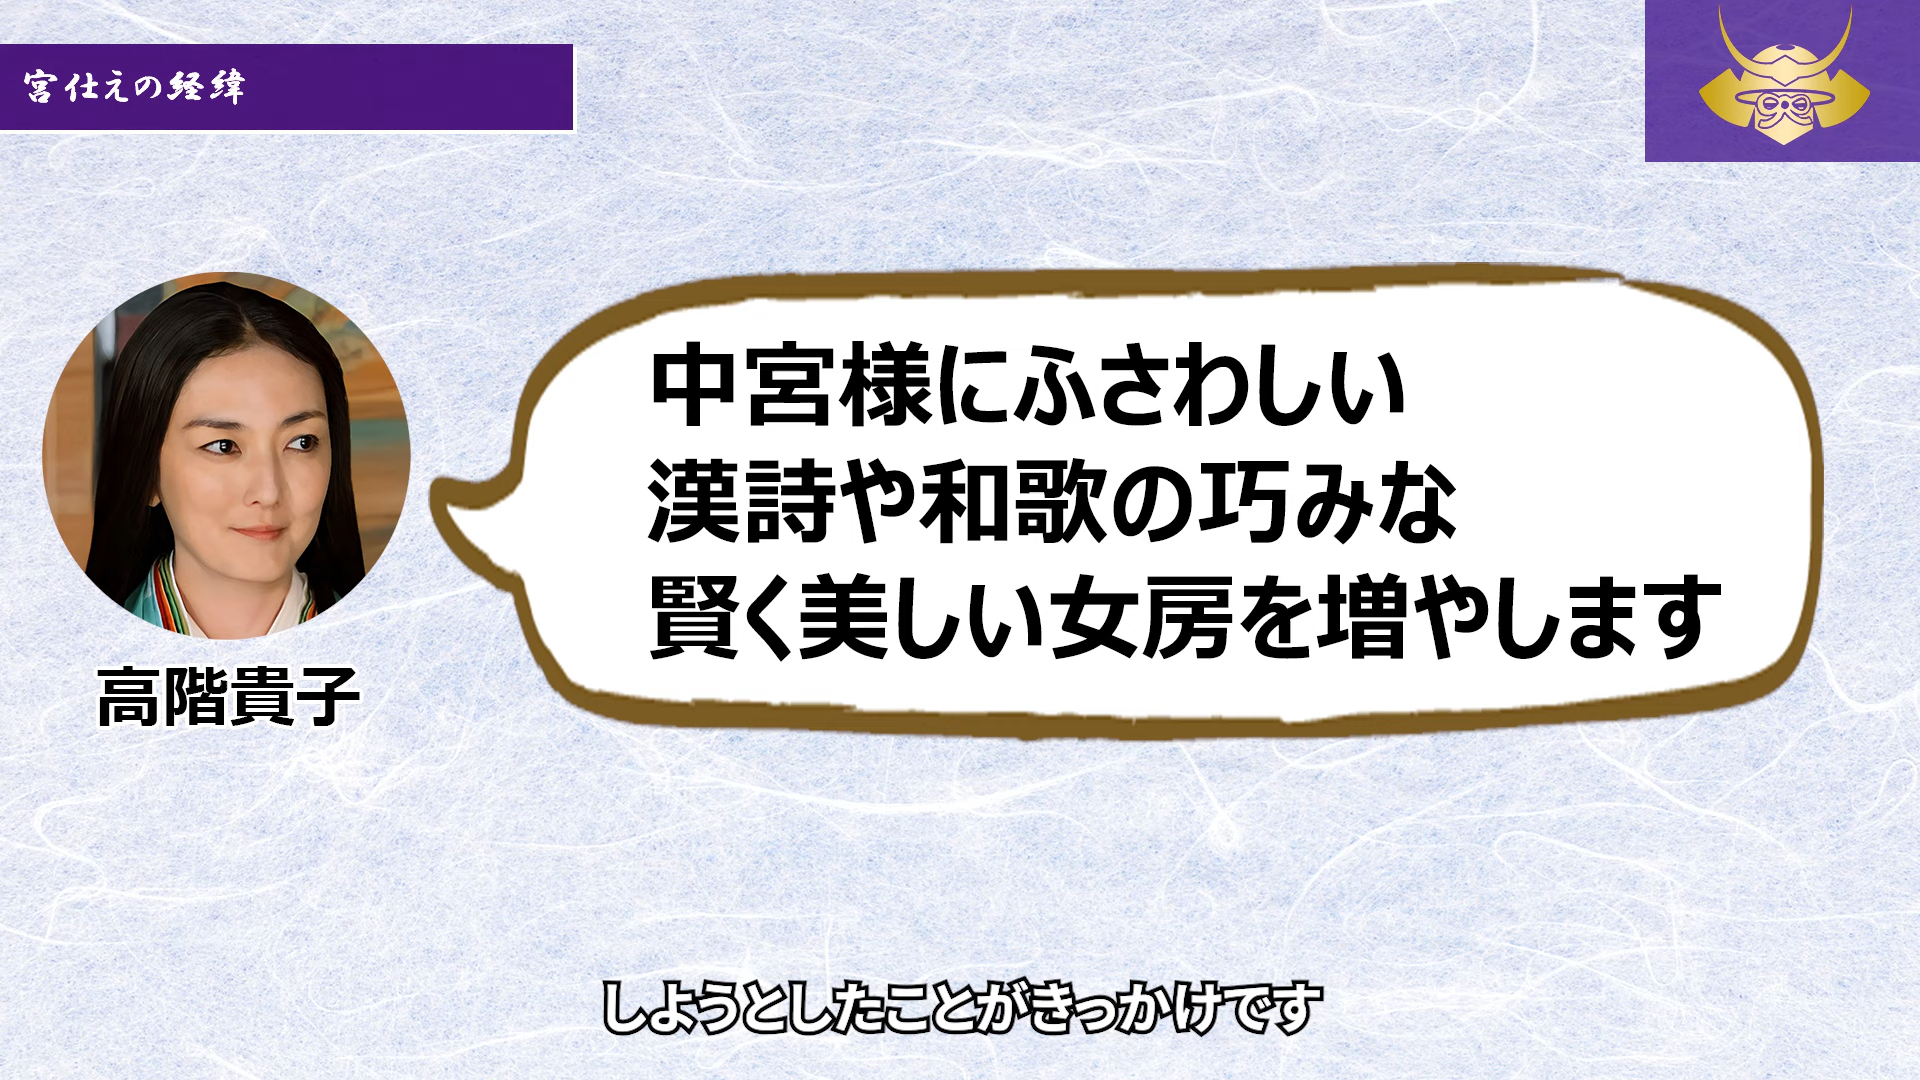 宮仕えの経緯
中宮様にふさわしい
漢詩や和歌の巧みな
賢く美しい女房を増やします
高階貴子
しようとしたことがきっかけです